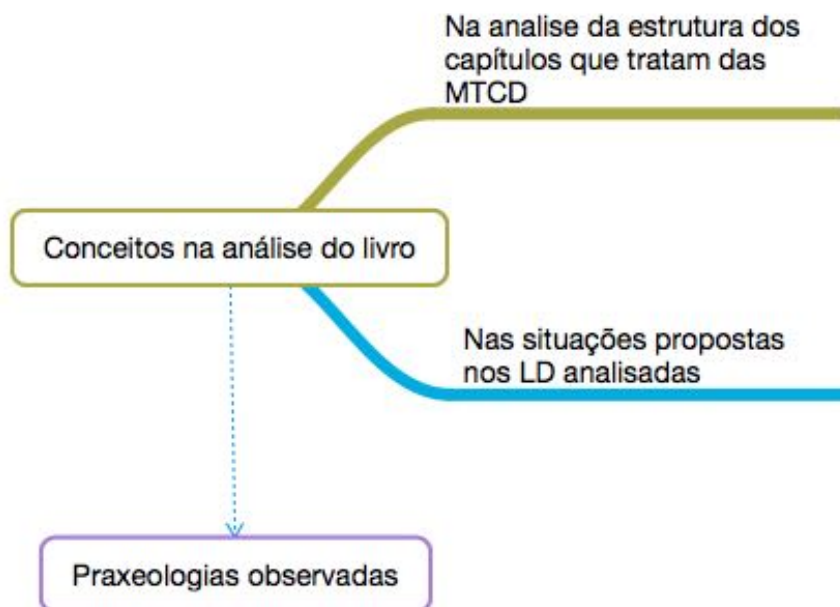 Na analise da estrutura dos
capítulos que tratam das
MTCD
Conceitos na análise do livro
Nas situações propostas
nos LD analisadas
Praxeologias observadas